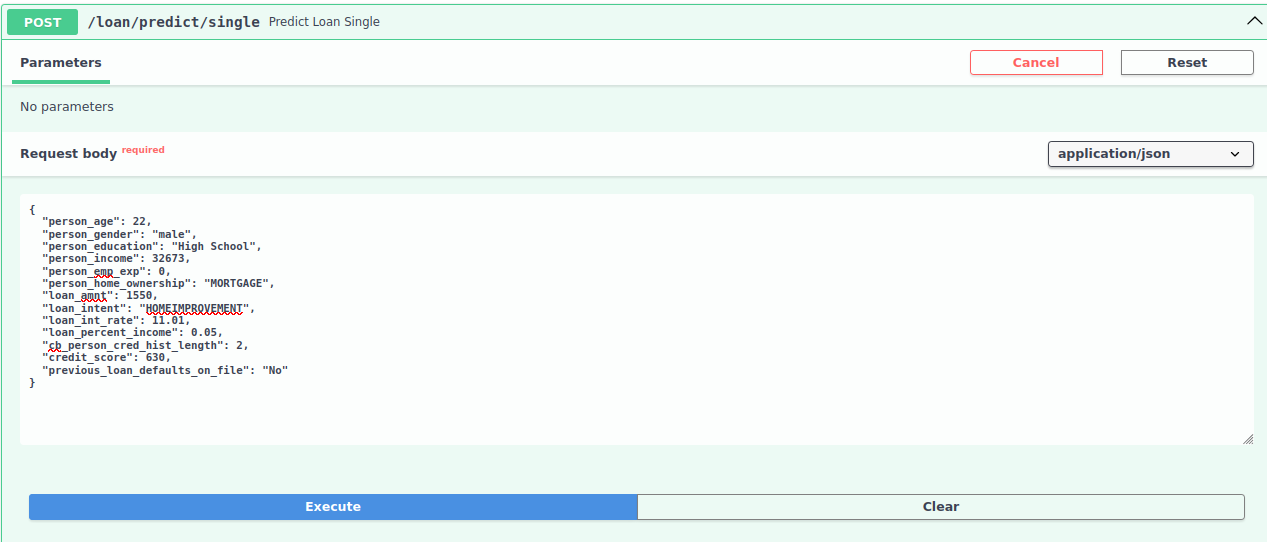 POST /loan/predict/single Predict Loan Single
Parameters Cancel Reset
No parameters
Request body required application/json
{
  "person_age": 22,
  "person_gender": "male",
  "person_education": "High School",
  "person_income": 32673,
  "person_emp_exp": 0,
  "person_home_ownership": "MORTGAGE",
  "loan_amnt": 1550,
  "loan_intent": "HOMEIMPROVEMENT",
  "loan_int_rate": 11.01,
  "loan_percent_income": 0.05,
  "cb_person_cred_hist_length": 2,
  "credit_score": 630,
  "previous_loan_defaults_on_file": "No"
}
Execute Clear